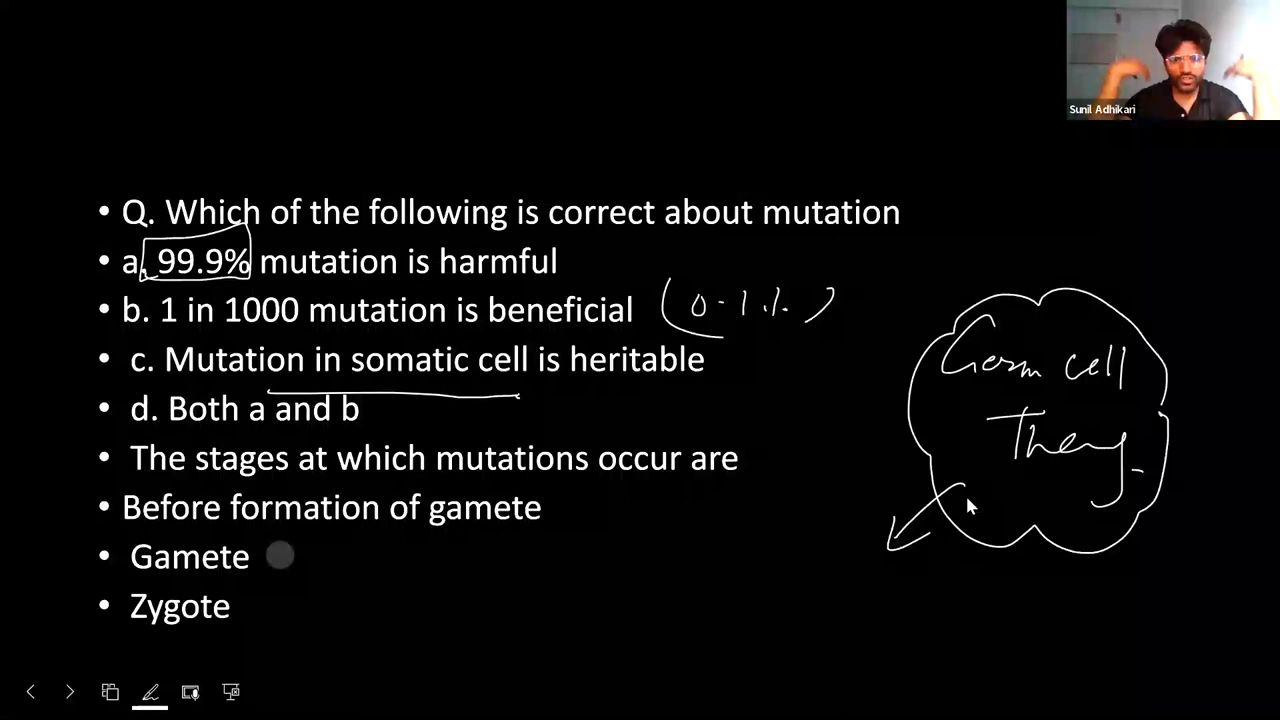 Sunil Adhikari
• Q. Which of the following is correct about mutation
• a. 99.9% mutation is harmful
• b. 1 in 1000 mutation is beneficial (0.1%)
• c. Mutation in somatic cell is heritable
• d. Both a and b
• The stages at which mutations occur are
• Before formation of gamete
• Gamete
• Zygote
Germ cell